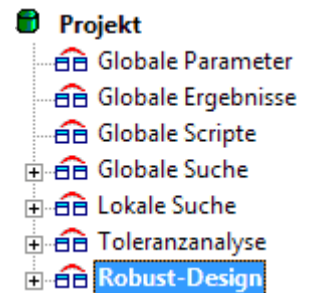 Projekt
Globale Parameter
Globale Ergebnisse
Globale Scripte
Globale Suche
Lokale Suche
Toleranzanalyse
Robust-Design